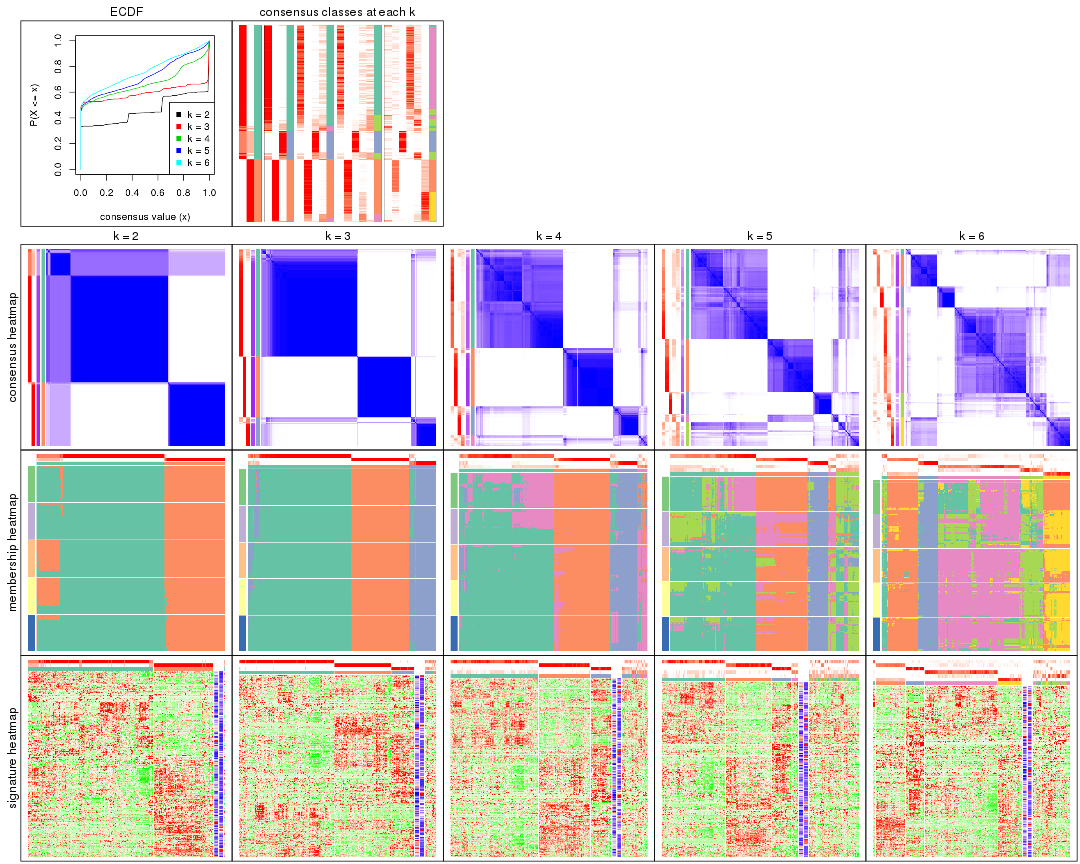 ECDF
consensus classes at each k
P(X <= x)
0.0 0.2 0.4 0.6 0.8 1.0
k = 2
k = 3
k = 4
k = 5
k = 6
0.0 0.2 0.4 0.6 0.8 1.0
consensus value (x)
k = 2
k = 3
k = 4
k = 5
k = 6
consensus heatmap
membership heatmap
signature heatmap